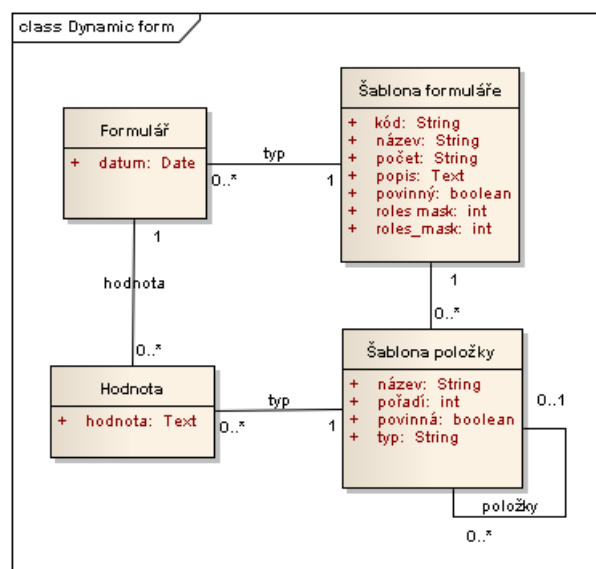 class Dynamic form
Formulář
+ datum: Date
typ
0..*
1
Šablona formuláře
+ kód: String
+ název: String
+ počet: String
+ popis: Text
+ povinný: boolean
+ roles mask: int
+ roles_mask: int
1
hodnota
0..*
1
0..*
Hodnota
+ hodnota: Text
typ
0..*
1
Šablona položky
+ název: String
+ pořadí: int
+ povinná: boolean
+ typ: String
0..1
položky
0..*